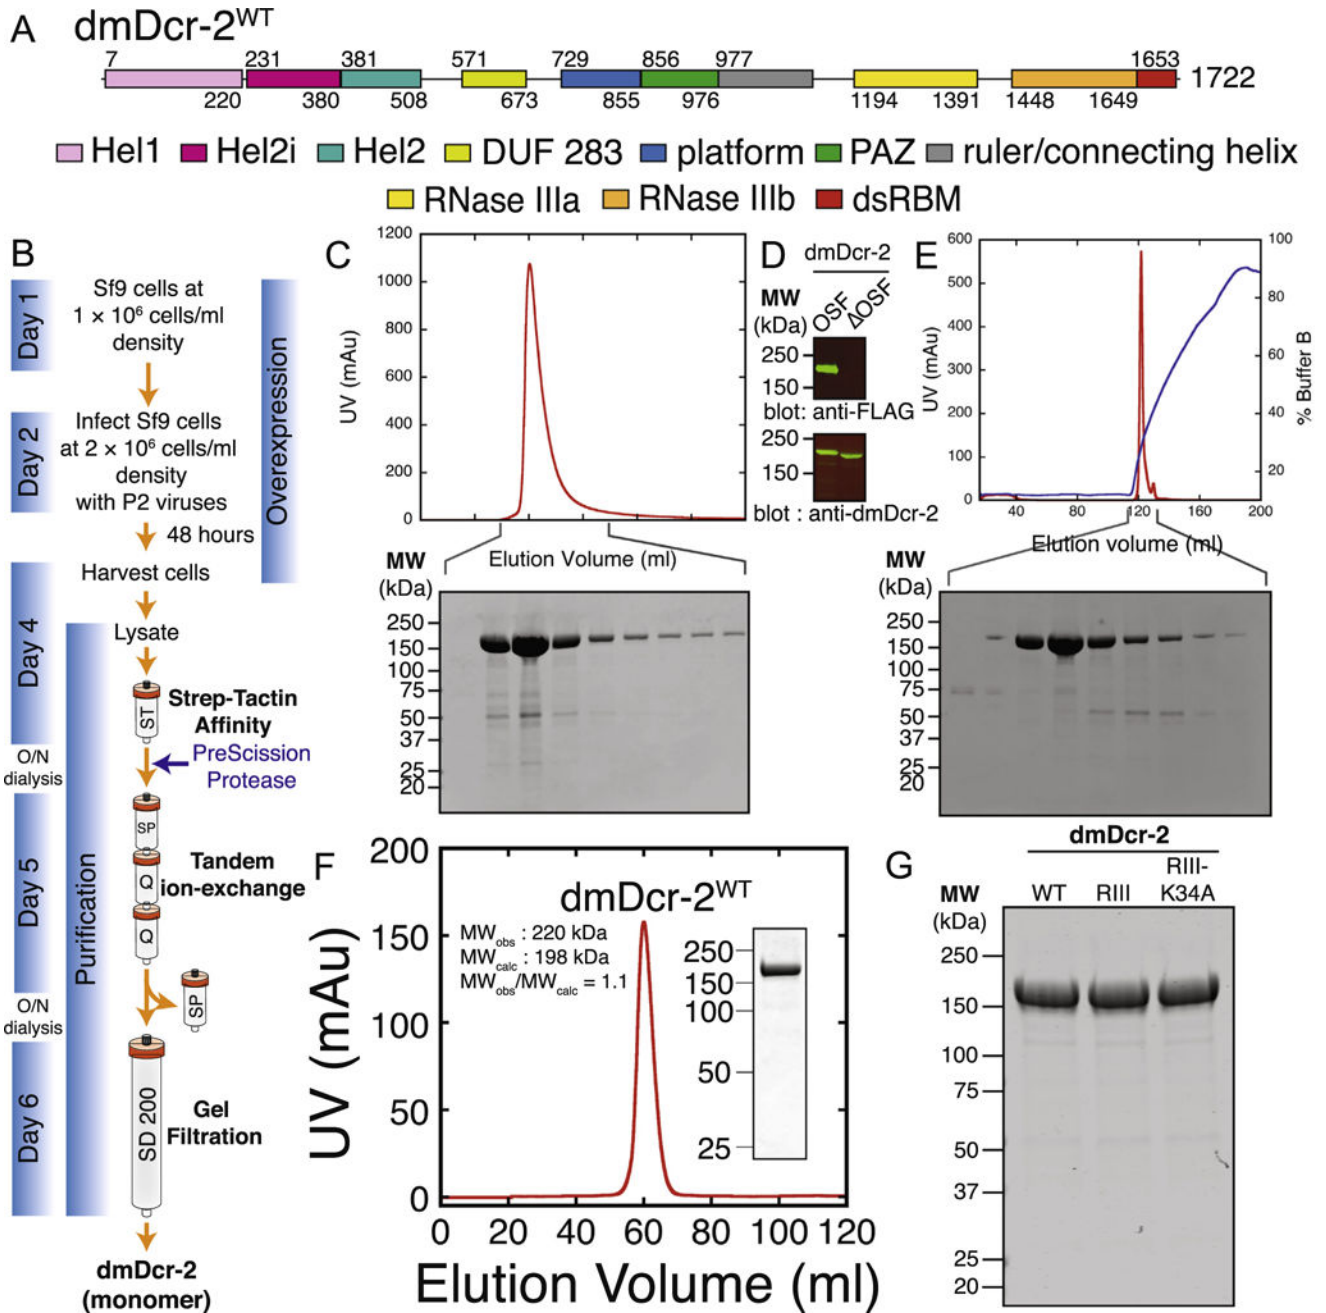 A
dmDcr-2WT
7 231 381 571 729 856 977 1653
220 380 508 673 855 976 1194 1391 1448 1649
1722
Hel1 Hel2i Hel2 DUF 283 platform PAZ ruler/connecting helix
RNase IIIa RNase IIIb dsRBM
B
Day 1
Sf9 cells at
1 × 10⁶ cells/ml
density
Day 2
Infect Sf9 cells
at 2 × 10⁶ cells/ml
density
with P2 viruses
48 hours
Overexpression
Harvest cells
Day 4
Lysate
ST
Strep-Tactin
Affinity
O/N
dialysis
PreScission
Protease
Purification
Day 5
SP
Q
Q
Tandem
ion-exchange
SP
O/N
dialysis
Day 6
SD 200
Gel
Filtration
dmDcr-2
(monomer)
C
UV (mAu)
1200
1000
800
600
400
200
0
Elution Volume (ml)
MW
(kDa)
250
150
100
75
50
37
25
20
D
dmDcr-2
MW
(kDa)
OSF
ΔOSF
250
150
blot: anti-FLAG
250
150
blot : anti-dmDcr-2
E
UV (mAu)
600
500
400
300
200
100
0
% Buffer B
100
80
60
40
20
40 80 120 160 200
Elution volume (ml)
MW
(kDa)
250
150
100
75
50
37
25
20
F
dmDcr-2WT
MWobs : 220 kDa
MWcalc : 198 kDa
MWobs/MWcalc = 1.1
UV (mAu)
200
150
100
50
0
0 20 40 60 80 100 120
Elution Volume (ml)
250
150
100
50
25
G
dmDcr-2
MW
(kDa)
WT RIII RIII-
K34A
250
150
100
75
50
37
25
20